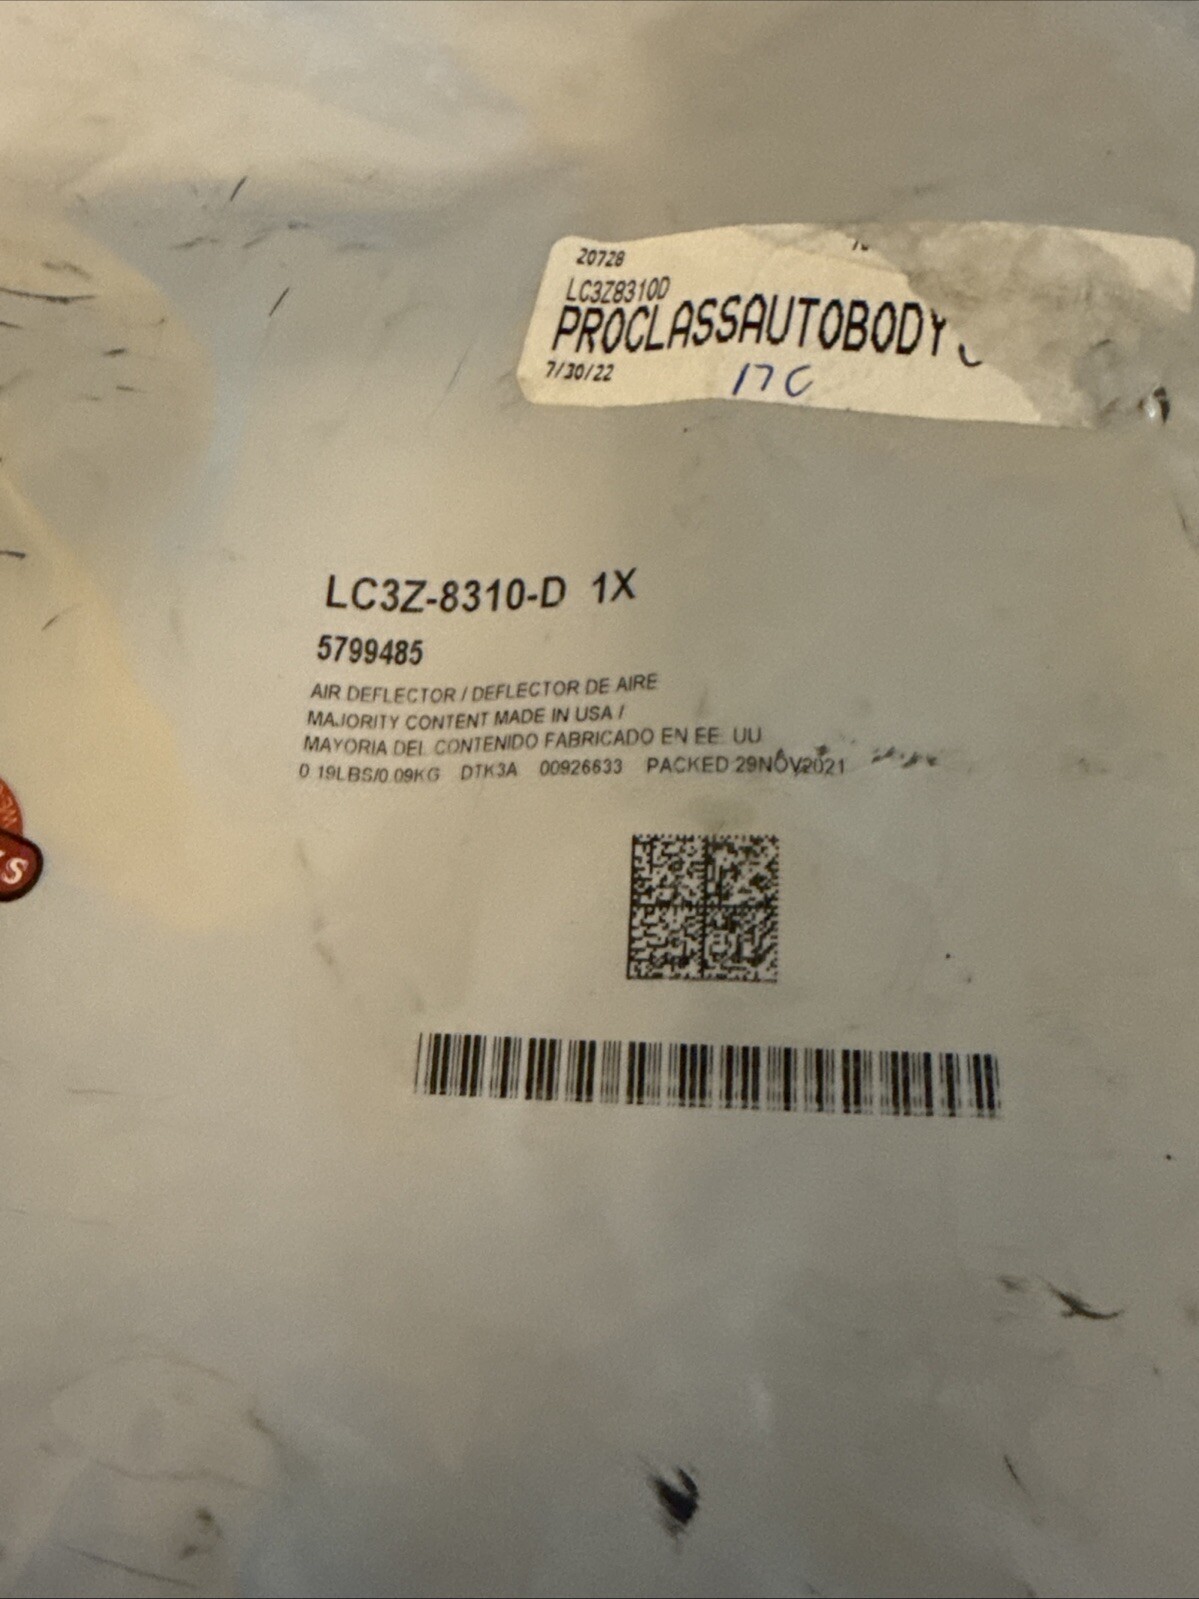 20728
LC3Z8310D
PROCLASSAUTOBODY
7/30/22
17C
LC3Z-8310-D 1X
5799485
AIR DEFLECTOR / DEFLECTOR DE AIRE
MAJORITY CONTENT MADE IN USA /
MAYORIA DEL CONTENIDO FABRICADO EN EE. UU
0.19LBS/0.09KG DTK3A 00926633 PACKED 29NOV2021